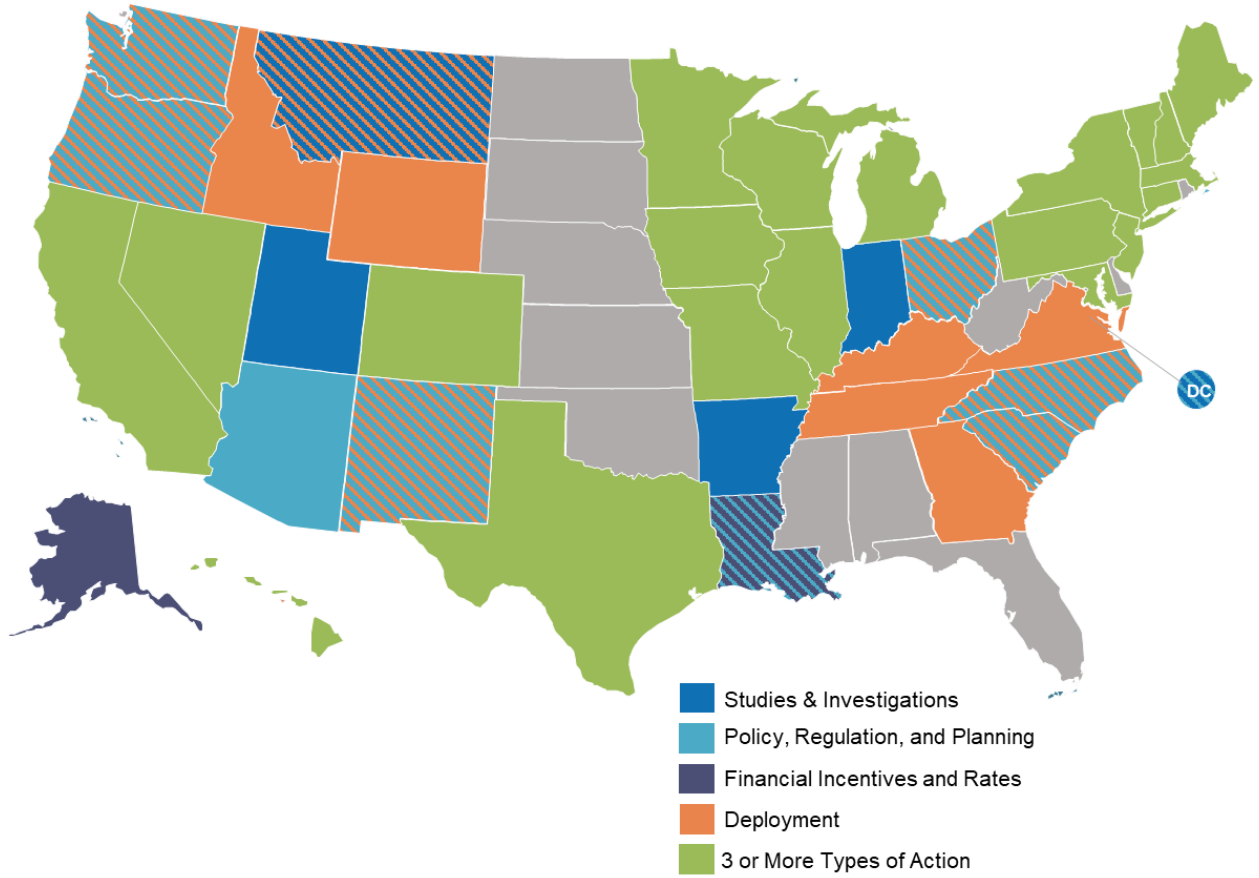 DC
Studies & Investigations
Policy, Regulation, and Planning
Financial Incentives and Rates
Deployment
3 or More Types of Action